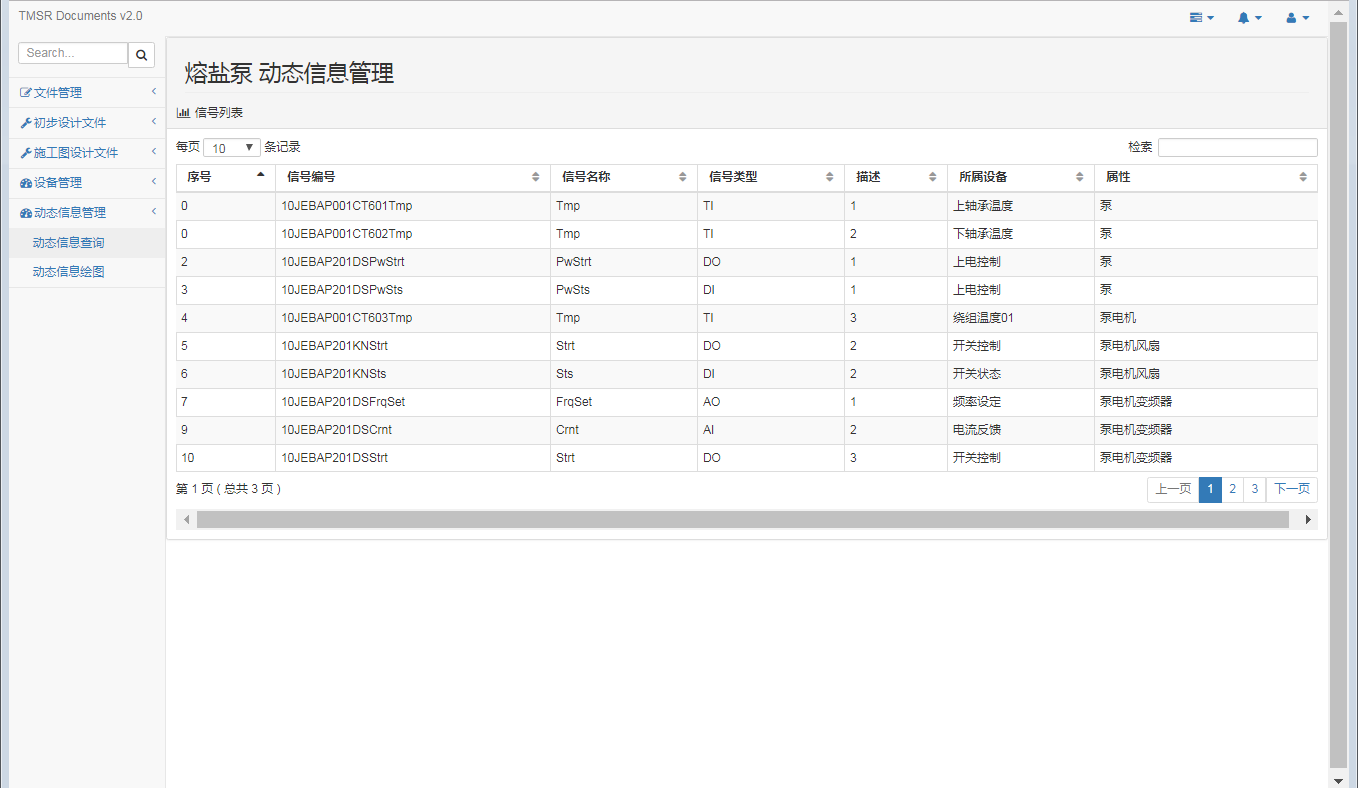 TMSR Documents v2.0
Search...
文件管理
初步设计文件
施工图设计文件
设备管理
动态信息管理
动态信息查询
动态信息绘图
熔盐泵 动态信息管理
信号列表
每页 10 条记录 检索
序号 信号编号 信号名称 信号类型 描述 所属设备 属性
0 10JEBAP001CT601Tmp Tmp TI 1 上轴承温度 泵
0 10JEBAP001CT602Tmp Tmp TI 2 下轴承温度 泵
2 10JEBAP201DSPwStrt PwStrt DO 1 上电控制 泵
3 10JEBAP201DSPwSts PwSts DI 1 上电控制 泵
4 10JEBAP001CT603Tmp Tmp TI 3 绕组温度01 泵电机
5 10JEBAP201KNStrt Strt DO 2 开关控制 泵电机风扇
6 10JEBAP201KNSts Sts DI 2 开关状态 泵电机风扇
7 10JEBAP201DSFrqSet FrqSet AO 1 频率设定 泵电机变频器
9 10JEBAP201DSCrnt Crnt AI 2 电流反馈 泵电机变频器
10 10JEBAP201DSStrt Strt DO 3 开关控制 泵电机变频器
第 1 页 ( 总共 3 页 ) 上一页 1 2 3 下一页